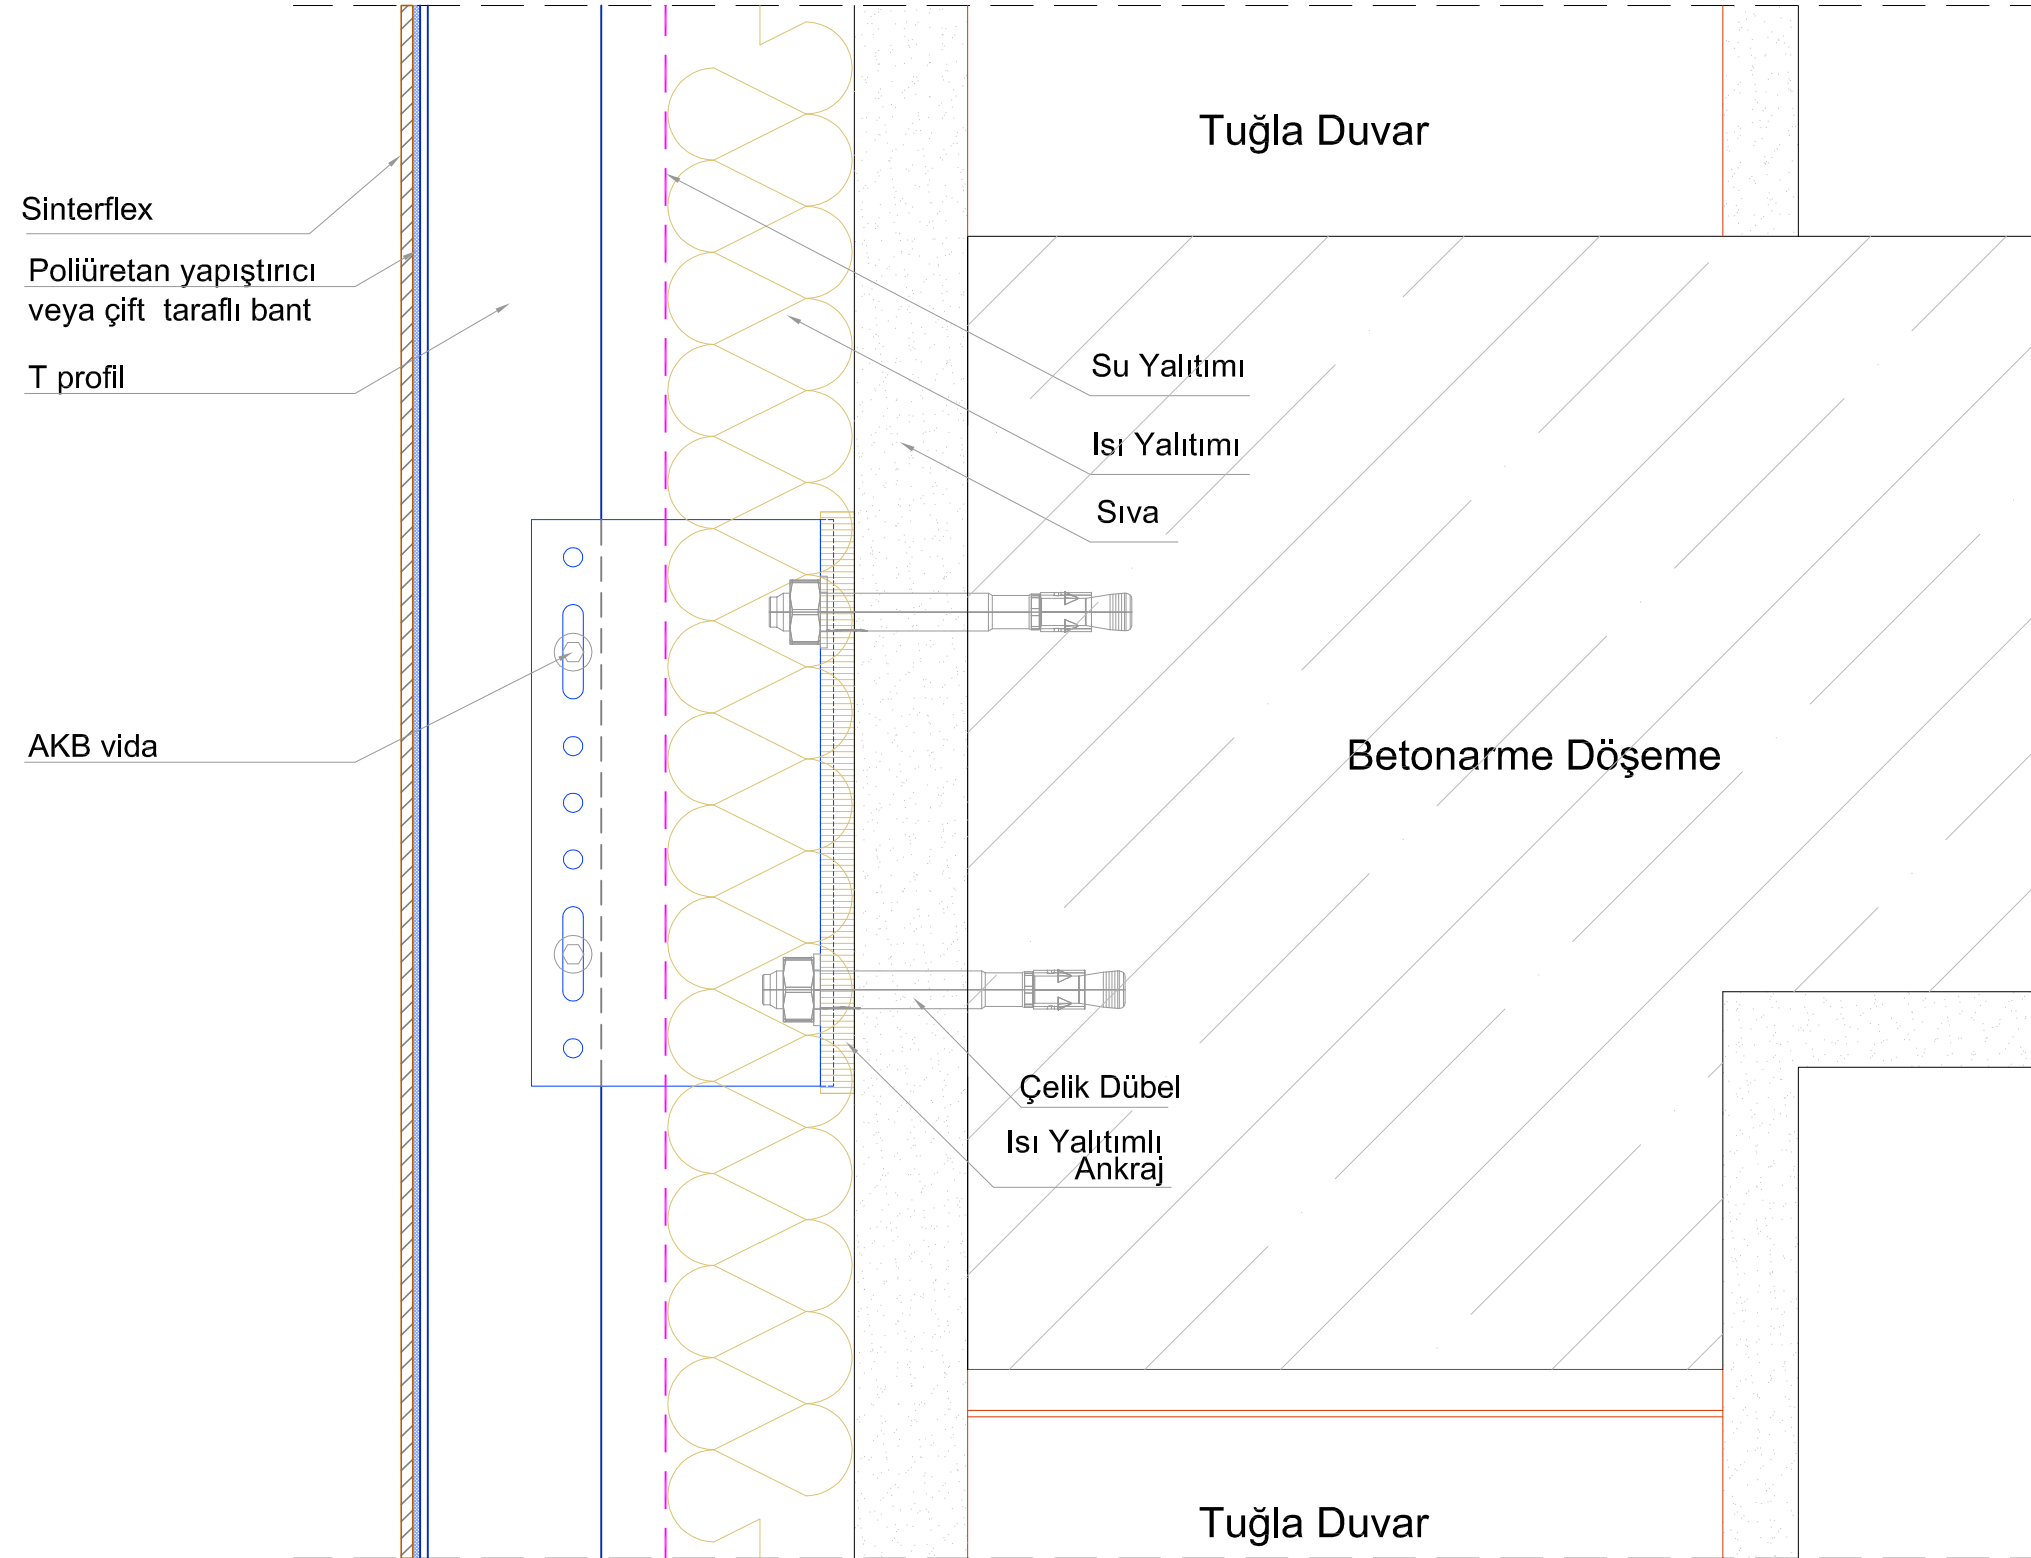 Tuğla Duvar
Sinterflex
Poliüretan yapıştırıcı
veya çift taraflı bant
T profil
Su Yalıtımı
Isı Yalıtımı
Sıva
AKB vida
Betonarme Döşeme
Çelik Dübel
Isı Yalıtımlı
Ankraj
Tuğla Duvar